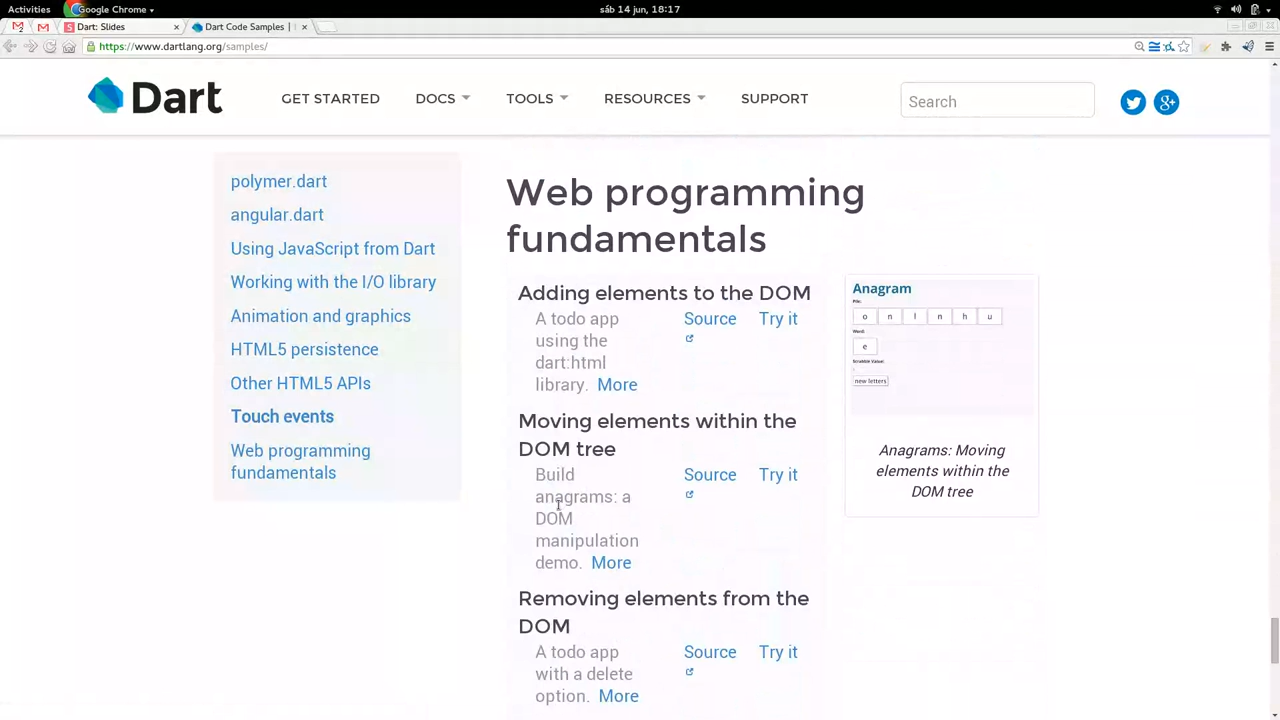 Activities
Google Chrome
sáb 14 jun, 18:17
Dart: Slides
Dart Code Samples |
https://www.dartlang.org/samples/
Dart
GET STARTED
DOCS
TOOLS
RESOURCES
SUPPORT
Search
polymer.dart
angular.dart
Using JavaScript from Dart
Working with the I/O library
Animation and graphics
HTML5 persistence
Other HTML5 APIs
Touch events
Web programming
fundamentals
Web programming
fundamentals
Adding elements to the DOM
A todo app
using the
dart:html
library. More
Source
Try it
Moving elements within the
DOM tree
Build
anagrams: a
DOM
manipulation
demo. More
Source
Try it
Removing elements from the
DOM
A todo app
with a delete
option. More
Source
Try it
Anagram
Pile:
o n l n h u
Word:
e
Scrabble Value:
new letters
Anagrams: Moving
elements within the
DOM tree